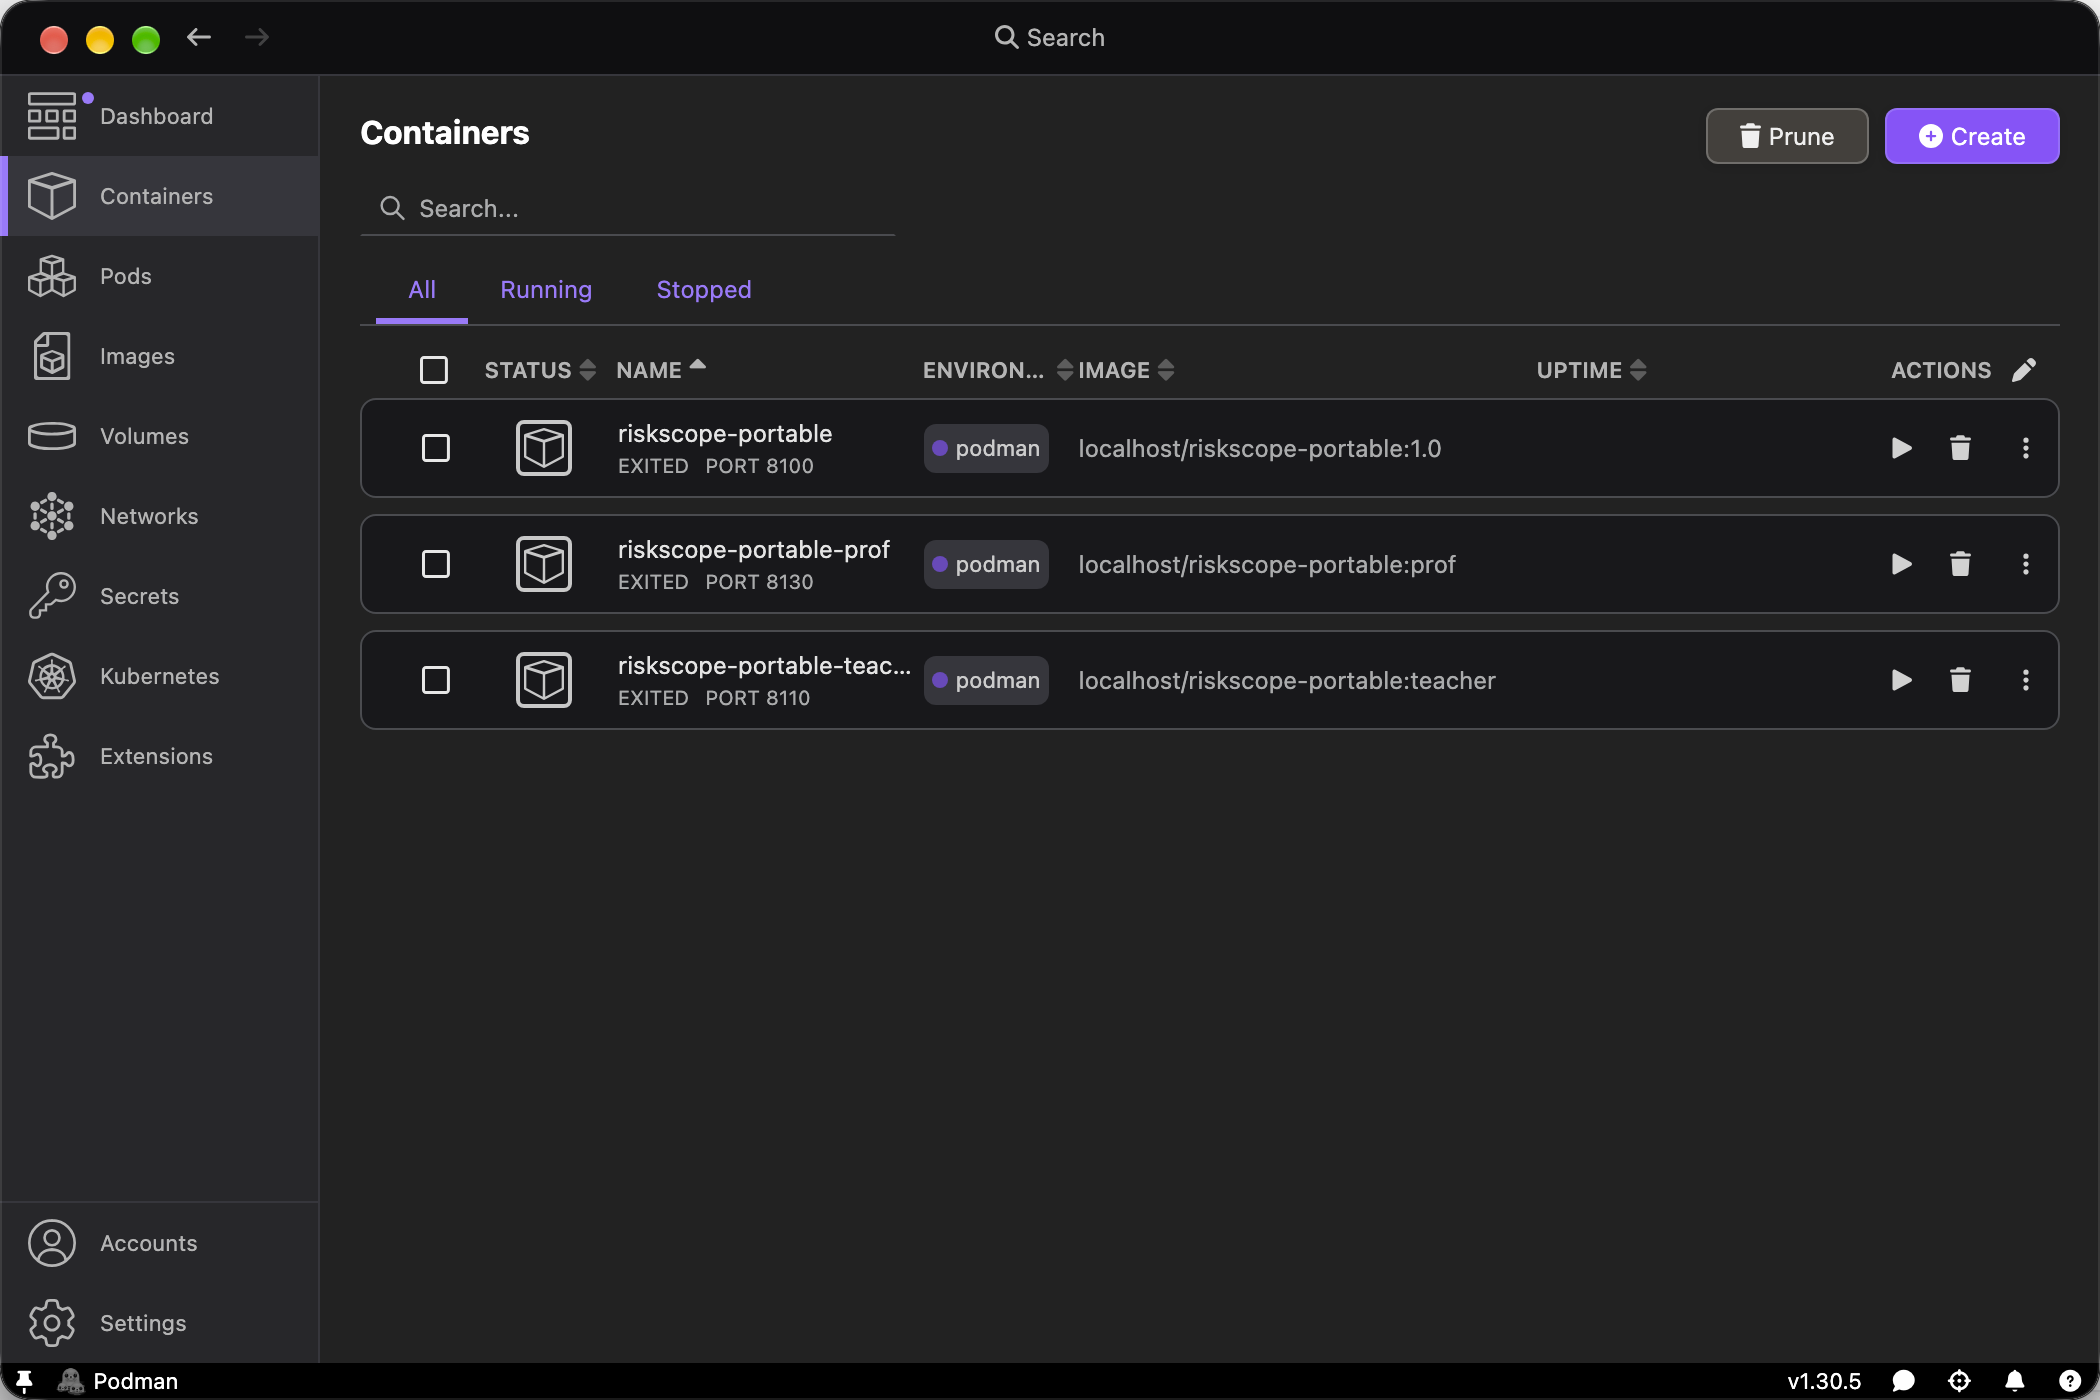 Search
Dashboard
Containers
Pods
Images
Volumes
Networks
Secrets
Kubernetes
Extensions
Accounts
Settings
Containers
Prune
Create
Search...
All Running Stopped
STATUS NAME ENVIRON... IMAGE UPTIME ACTIONS
riskscope-portable
EXITED PORT 8100
podman
localhost/riskscope-portable:1.0
riskscope-portable-prof
EXITED PORT 8130
podman
localhost/riskscope-portable:prof
riskscope-portable-teac...
EXITED PORT 8110
podman
localhost/riskscope-portable:teacher
Podman
v1.30.5